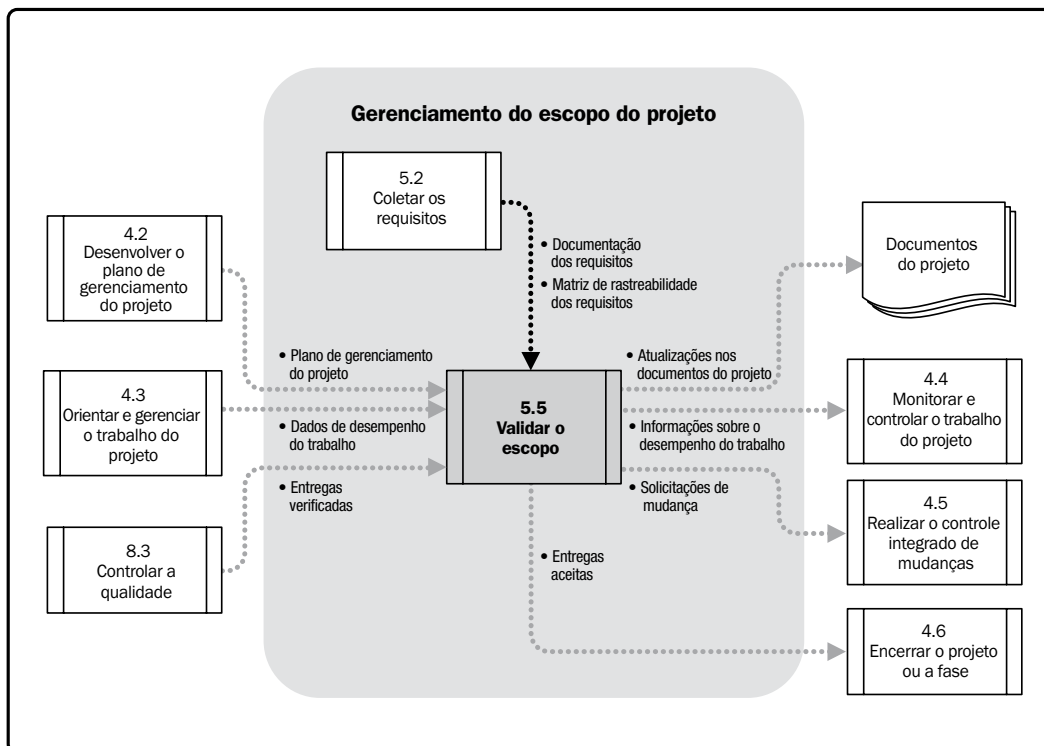 Gerenciamento do escopo do projeto
5.2
Coletar os
requisitos
4.2
Desenvolver o
plano de
gerenciamento
do projeto
• Documentação
dos requisitos
• Matriz de rastreabilidade
dos requisitos
Documentos
do projeto
• Plano de gerenciamento
do projeto
• Atualizações nos
documentos do projeto
4.3
Orientar e gerenciar
o trabalho do
projeto
• Dados de desempenho
do trabalho
5.5
Validar o
escopo
• Informações sobre o
desempenho do trabalho
4.4
Monitorar e
controlar o trabalho
do projeto
• Entregas
verificadas
• Solicitações de
mudança
4.5
Realizar o controle
integrado de
mudanças
8.3
Controlar a
qualidade
• Entregas
aceitas
4.6
Encerrar o projeto
ou a fase